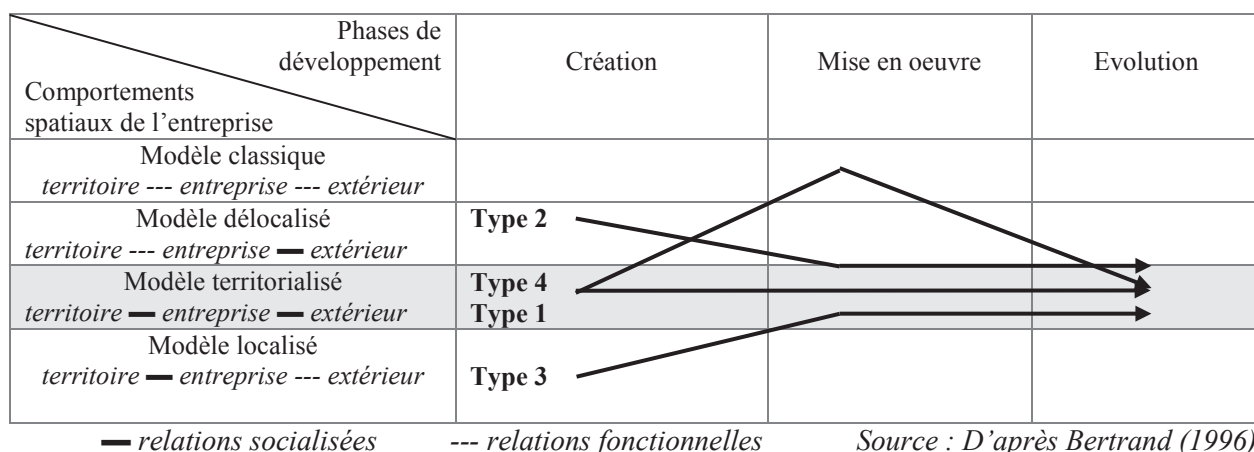 Phases de
développement
Comportements
spatiaux de l'entreprise
Création
Mise en oeuvre
Evolution
Modèle classique
territoire --- entreprise --- extérieur
Modèle délocalisé
territoire --- entreprise ━ extérieur
Type 2
Modèle territorialisé
territoire ━ entreprise ━ extérieur
Type 4
Type 1
Modèle localisé
territoire ━ entreprise --- extérieur
Type 3
━ relations socialisées --- relations fonctionnelles Source : D'après Bertrand (1996)